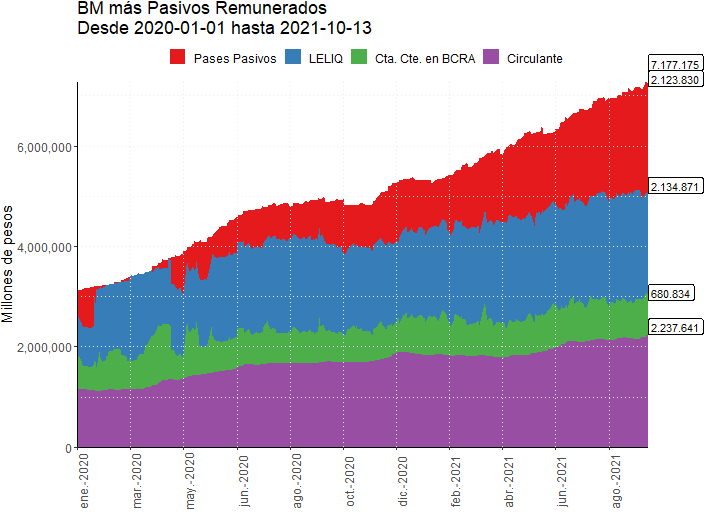 BM más Pasivos Remunerados
Desde 2020-01-01 hasta 2021-10-13
Pases Pasivos LELIQ Cta. Cte. en BCRA Circulante
7.177.175
2.123.830
2.134.871
680.834
2.237.641
Millones de pesos
6,000,000
4,000,000
2,000,000
0
ene.-2020
mar.-2020
may.-2020
jun.-2020
ago.-2020
oct.-2020
dic.-2020
feb.-2021
abr.-2021
jun.-2021
ago.-2021